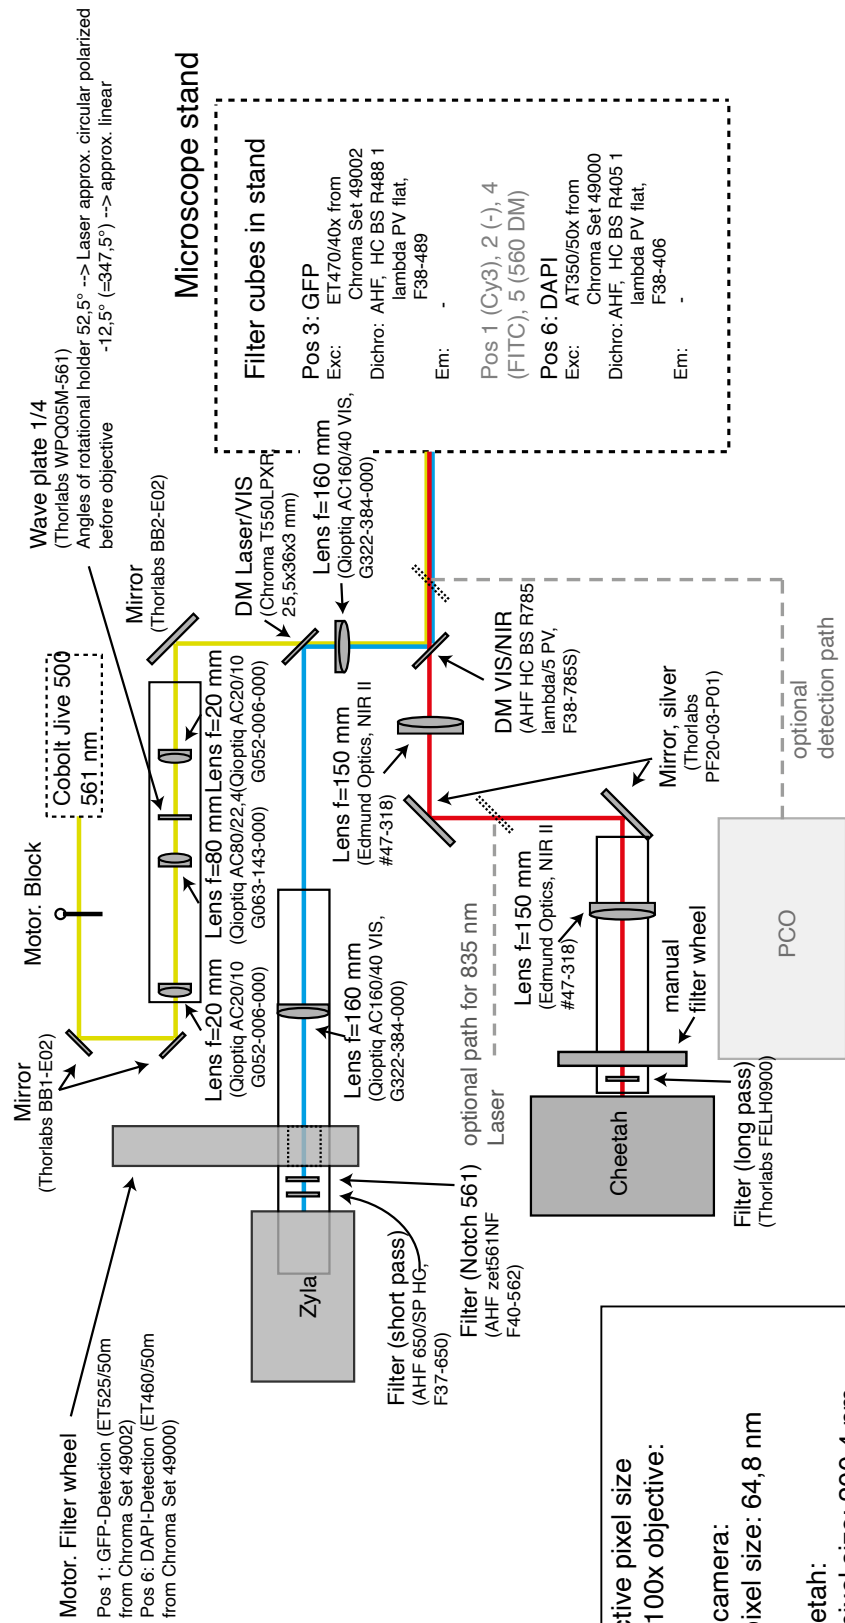 Motor. Filter wheel
Pos 1: GFP-Detection (ET525/50m
from Chroma Set 49002)
Pos 6: DAPI-Detection (ET460/50m
from Chroma Set 49000)
Mirror
(Thorlabs BB1-E02)
Motor. Block
Cobolt Jive 500
561 nm
Wave plate 1/4
(Thorlabs WPQ05M-561)
Angles of rotational holder 52,5° --> Laser approx. circular polarized
before objective
-12,5° (=347,5°) --> approx. linear
Mirror
(Thorlabs BB2-E02)
Lens f=20 mm
(Qioptiq AC20/10
G052-006-000)
Lens f=80 mm
(Qioptiq AC80/22,4
G063-143-000)
Lens f=20 mm
(Qioptiq AC20/10
G052-006-000)
DM Laser/VIS
(Chroma T550LPXR
25,5x36x3 mm)
Lens f=160 mm
(Qioptiq AC160/40 VIS,
G322-384-000)
Microscope stand
Filter cubes in stand
Pos 3: GFP
Exc:
ET470/40x from
Chroma Set 49002
Dichro: AHF, HC BS R488 1
lambda PV flat,
F38-489
Em:
-
Pos 1 (Cy3), 2 (-), 4
(FITC), 5 (560 DM)
Pos 6: DAPI
Exc:
AT350/50x from
Chroma Set 49000
Dichro: AHF, HC BS R405 1
lambda PV flat,
F38-406
Em:
-
Zyla
Lens f=160 mm
(Qioptiq AC160/40 VIS,
G322-384-000)
Lens f=150 mm
(Edmund Optics, NIR II
#47-318)
DM VIS/NIR
(AHF HC BS R785
lambda/5 PV,
F38-785S)
Filter (short pass)
(AHF 650/SP HC,
F37-650)
Filter (Notch 561)
(AHF zet561NF
F40-562)
optional path for 835 nm
Laser
Mirror, silver
(Thorlabs
PF20-03-P01)
Lens f=150 mm
(Edmund Optics, NIR II
#47-318)
optional
detection path
Cheetah
manual
filter wheel
PCO
Filter (long pass)
(Thorlabs FELH0900)
ctive pixel size
100x objective:
camera:
ixel size: 64,8 nm
etah: